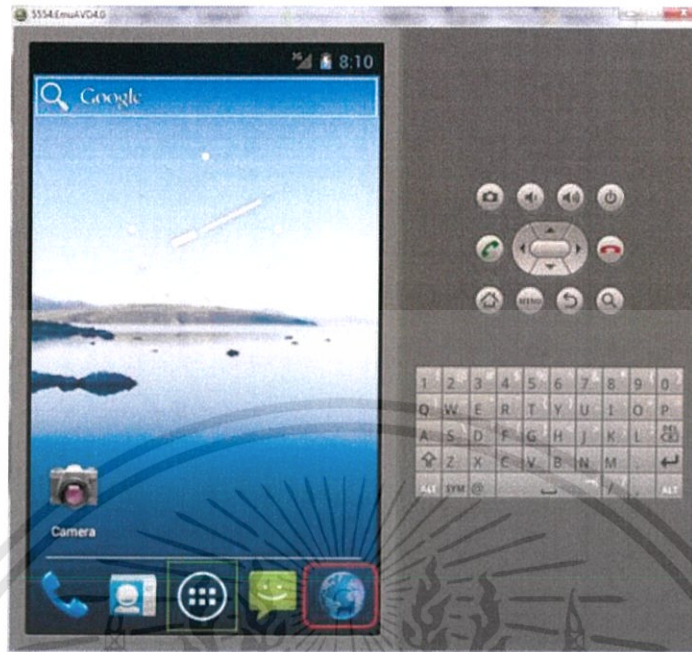 5554:EmuAVD4.0
3G 8:10
Google
MENU
1 2 3 4 5 6 7 8 9 0
Q W E R T Y U I O P
A S D F G H J K L DEL
Z X C V B N M .
ALT SYM @ / , ALT
Camera